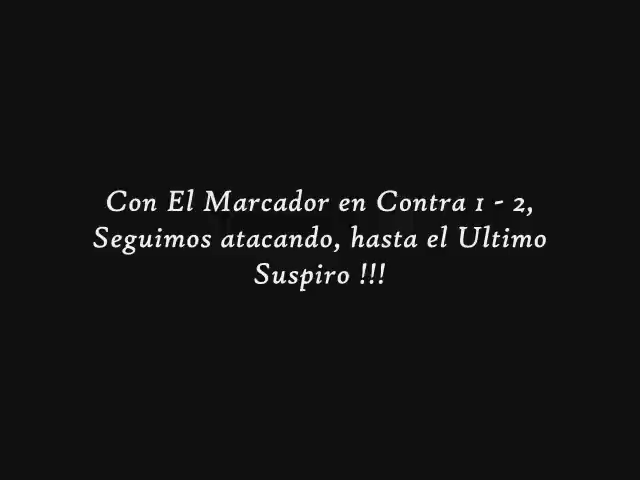 Con El Marcador en Contra 1 - 2,
Seguimos atacando, hasta el Ultimo
Suspiro !!!